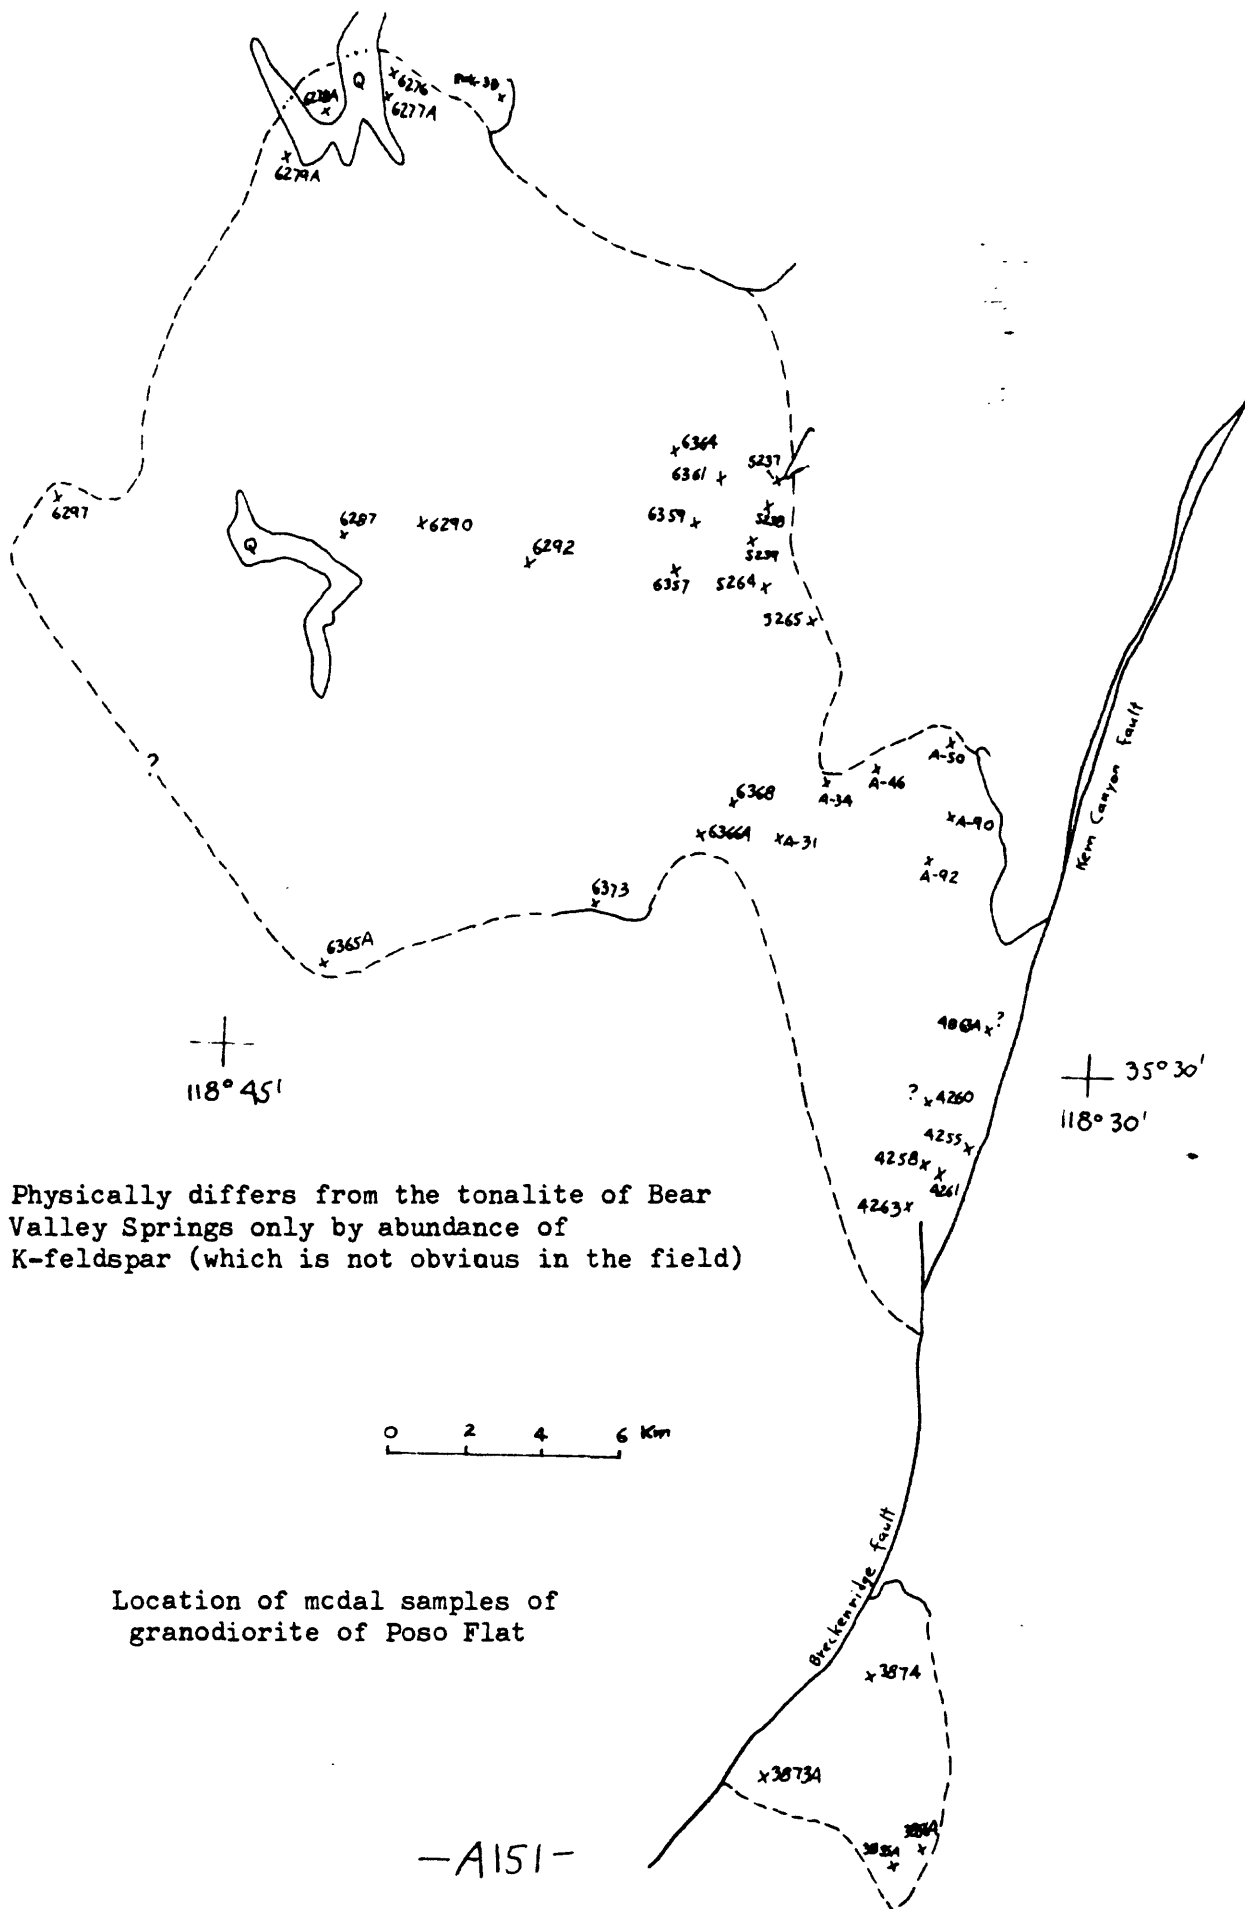 Q
6276
6277A
6279A
6364
6361
5237
6297
6287
6290
6359
5238
Q
6292
5239
6357
5264
5265
?
A-50
A-46
A-34
6368
A-90
6366A
A-31
A-92
Kern Canyon Fault
6373
6365A
4863A ?
118° 45'
35° 30'
118° 30'
? 4260
4255
4258
4261
4263
Physically differs from the tonalite of Bear
Valley Springs only by abundance of
K-feldspar (which is not obvious in the field)
0 2 4 6 Km
Breckenridge fault
Location of mcdal samples of
granodiorite of Poso Flat
3874
3873A
-A151-